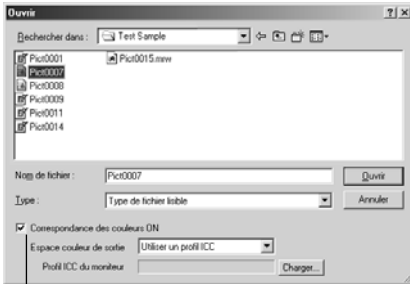 Ouvrir
Rechercher dans : Test Sample
Pict0001 Pict0015.mrw
Pict0007
Pict0008
Pict0009
Pict0011
Pict0014
Nom de fichier : Pict0007 Ouvrir
Type : Type de fichier lisible Annuler
Correspondance des couleurs ON
Espace couleur de sortie Utiliser un profil ICC
Profil ICC du moniteur Charger...